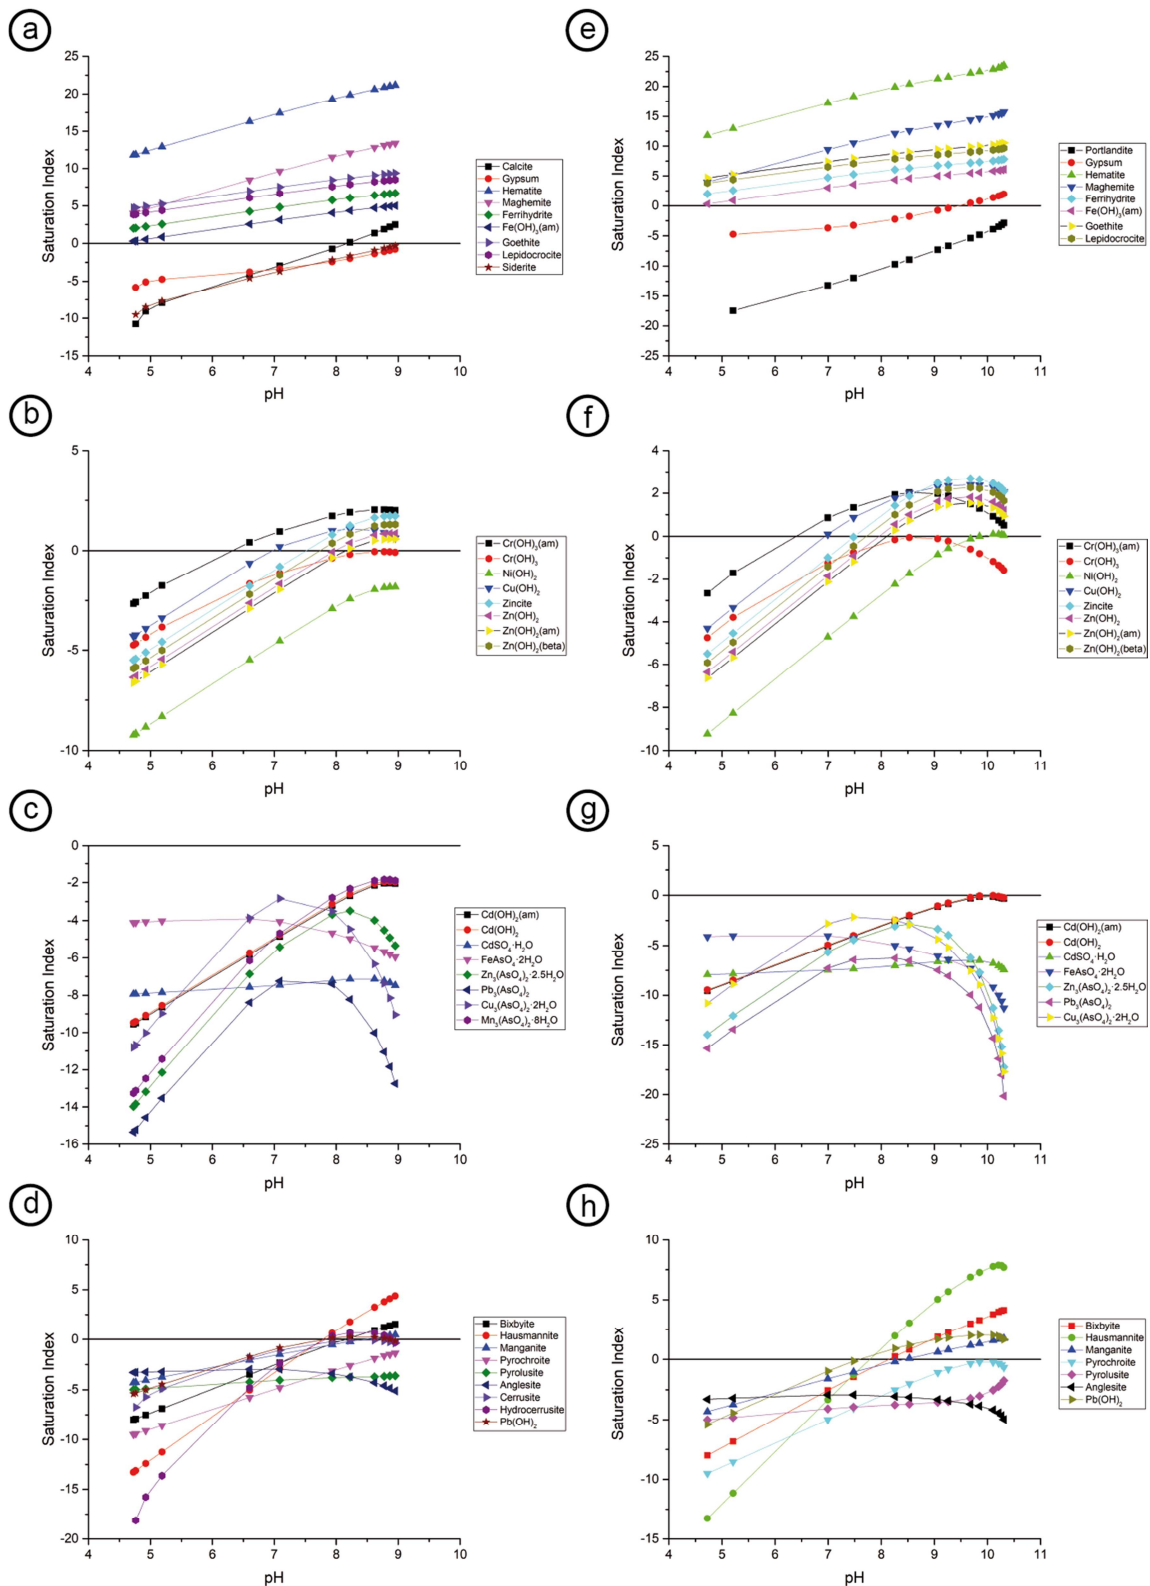 a
25
20
15
10
5
0
-5
-10
-15
4 5 6 7 8 9 10
Saturation Index
pH
Calcite
Gypsum
Hematite
Maghemite
Ferrihydrite
Fe(OH)₂(am)
Goethite
Lepidocrocite
Siderite
e
25
20
15
10
5
0
-5
-10
-15
-20
-25
4 5 6 7 8 9 10 11
Saturation Index
pH
Portlandite
Gypsum
Hematite
Maghemite
Ferrihydrite
Fe(OH)₃(am)
Goethite
Lepidocrocite
b
5
0
-5
-10
4 5 6 7 8 9 10
Saturation Index
pH
Cr(OH)₃(am)
Cr(OH)₃
Ni(OH)₂
Cu(OH)₂
Zincite
Zn(OH)₂
Zn(OH)₂(am)
Zn(OH)₂(beta)
f
4
2
0
-2
-4
-6
-8
-10
4 5 6 7 8 9 10 11
Saturation Index
pH
Cr(OH)₃(am)
Cr(OH)₃
Ni(OH)₂
Cu(OH)₂
Zincite
Zn(OH)₂
Zn(OH)₂(am)
Zn(OH)₂(beta)
c
0
-2
-4
-6
-8
-10
-12
-14
-16
4 5 6 7 8 9 10
Saturation Index
pH
Cd(OH)₂(am)
Cd(OH)₂
CdSO₄·H₂O
FeAsO₄·2H₂O
Zn₃(AsO₄)₂·2.5H₂O
Pb₃(AsO₄)₂
Cu₃(AsO₄)₂·2H₂O
Mn₃(AsO₄)₂·8H₂O
g
5
0
-5
-10
-15
-20
-25
4 5 6 7 8 9 10 11
Saturation Index
pH
Cd(OH)₂(am)
Cd(OH)₂
CdSO₄·H₂O
FeAsO₄·2H₂O
Zn₃(AsO₄)₂·2.5H₂O
Pb₃(AsO₄)₂
Cu₃(AsO₄)₂·2H₂O
d
10
5
0
-5
-10
-15
-20
4 5 6 7 8 9 10
Saturation Index
pH
Bixbyite
Hausmannite
Manganite
Pyrochroite
Pyrolusite
Anglesite
Cerrusite
Hydrocerrusite
Pb(OH)₂
h
10
5
0
-5
-10
-15
4 5 6 7 8 9 10 11
Saturation Index
pH
Bixbyite
Hausmannite
Manganite
Pyrochroite
Pyrolusite
Anglesite
Pb(OH)₂